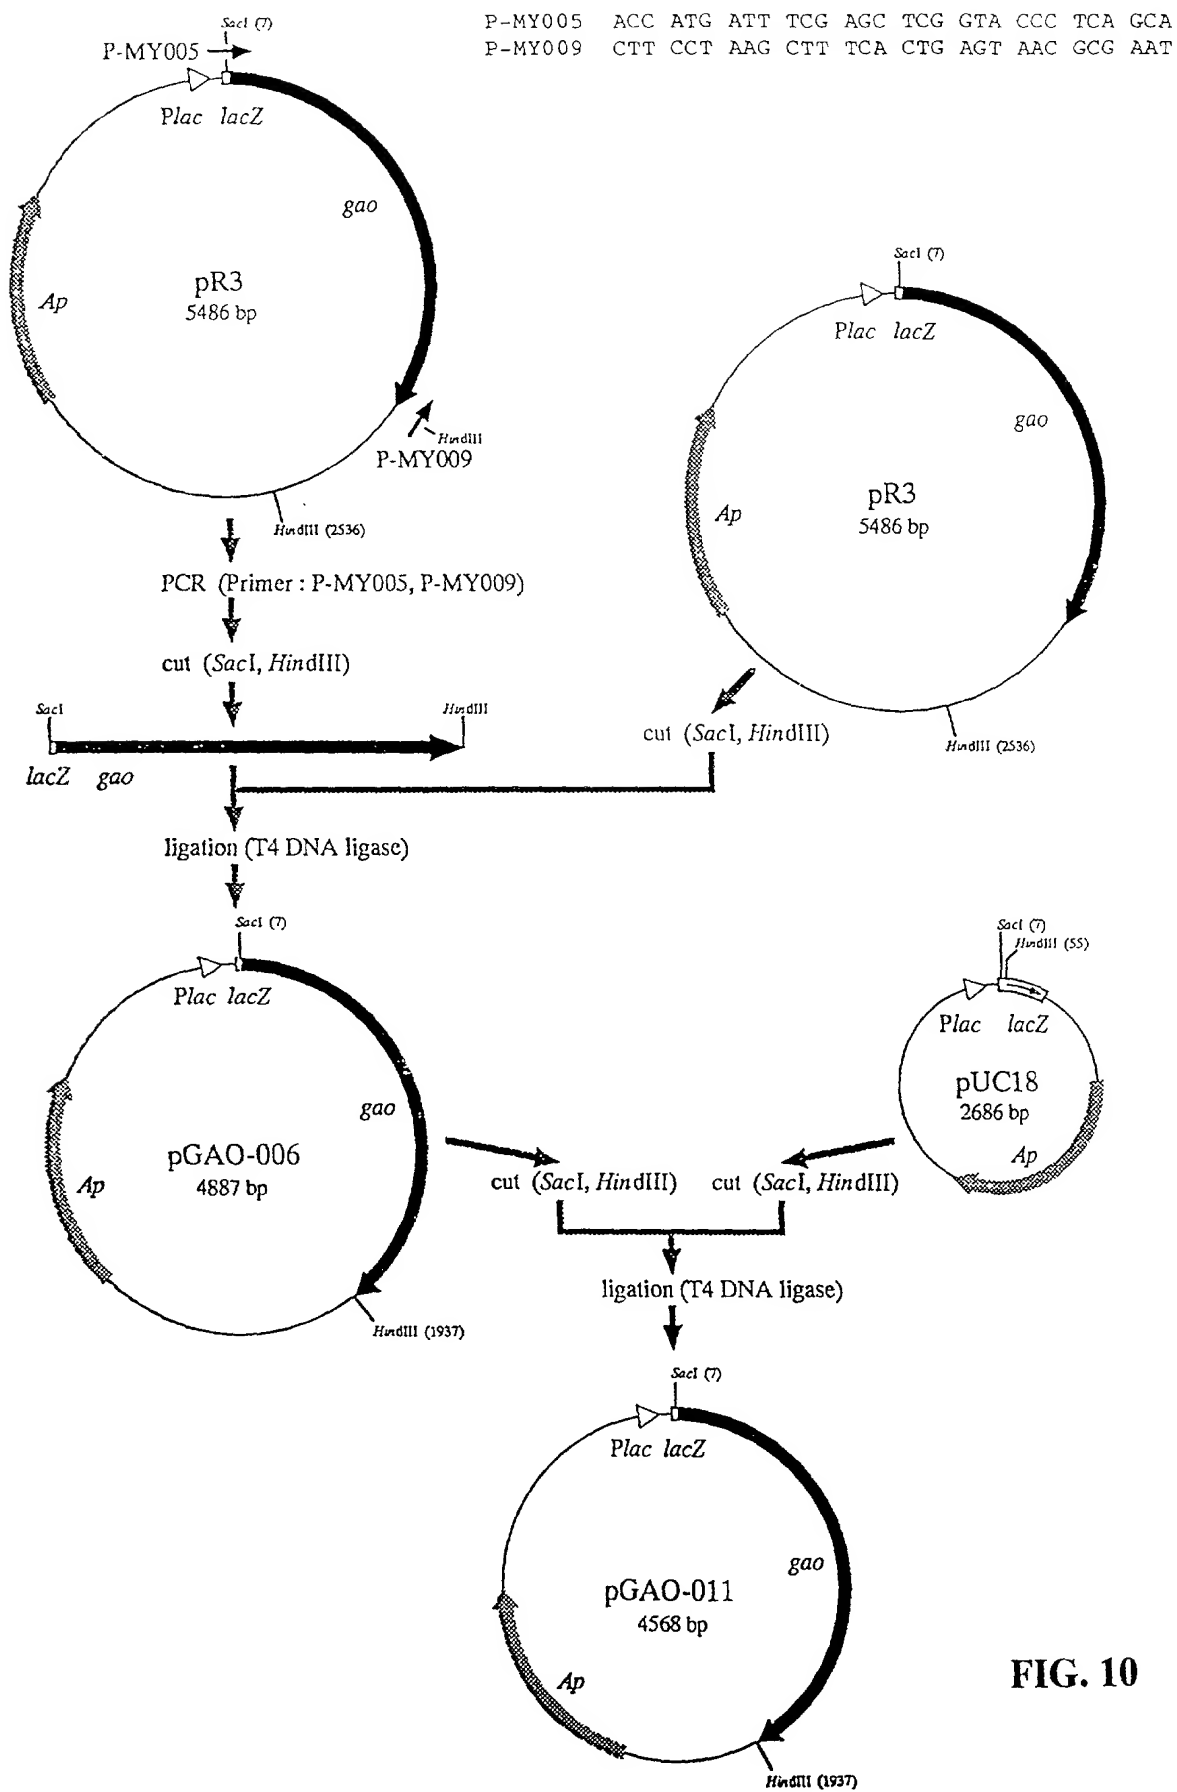 P-MY005 ACC ATG ATT TCG AGC TCG GTA CCC TCA GCA
P-MY009 CTT CCT AAG CTT TCA CTG AGT AAC GCG AAT
SacI (7)
P-MY005
Plac lacZ
gao
pR3
5486 bp
Ap
HindIII
P-MY009
HindIII (2536)
PCR (Primer : P-MY005, P-MY009)
cut (SacI, HindIII)
SacI
HindIII
lacZ gao
SacI (7)
Plac lacZ
gao
pR3
5486 bp
Ap
HindIII (2536)
cut (SacI, HindIII)
ligation (T4 DNA ligase)
SacI (7)
Plac lacZ
gao
pGAO-006
4887 bp
Ap
HindIII (1937)
SacI (7)
HindIII (55)
Plac lacZ
pUC18
2686 bp
Ap
cut (SacI, HindIII)
cut (SacI, HindIII)
ligation (T4 DNA ligase)
SacI (7)
Plac lacZ
gao
pGAO-011
4568 bp
Ap
HindIII (1937)
FIG. 10